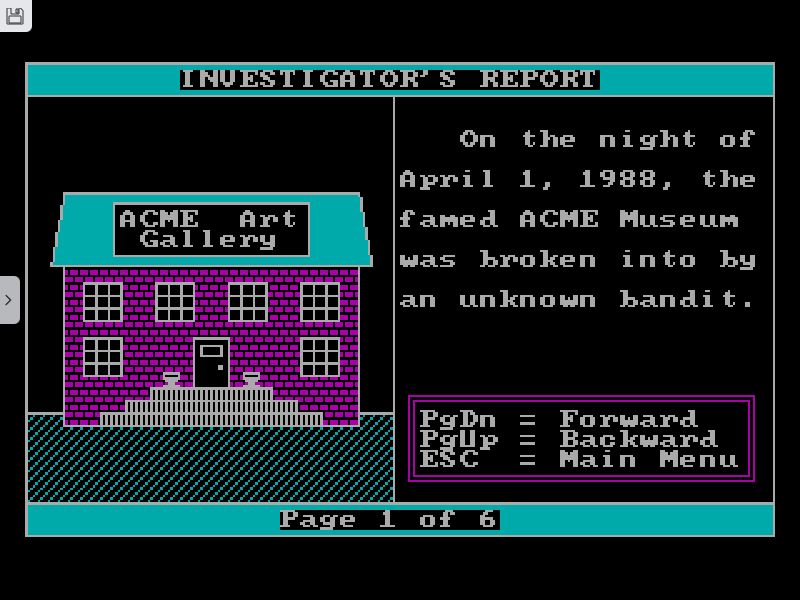 INVESTIGATOR'S REPORT
ACME Art
Gallery
On the night of
April 1, 1988, the
famed ACME Museum
was broken into by
an unknown bandit.
PgDn = Forward
PgUp = Backward
ESC = Main Menu
Page 1 of 6